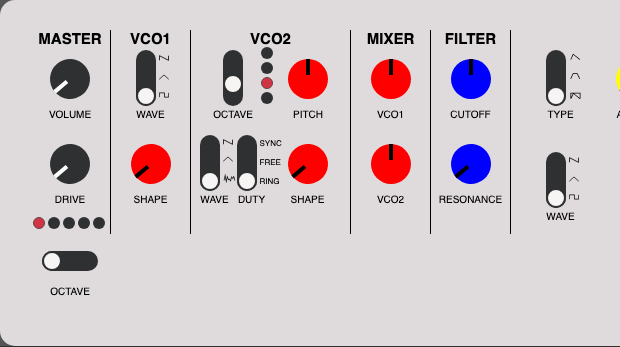 MASTER VCO1 VCO2 MIXER FILTER
VOLUME WAVE OCTAVE PITCH VCO1 CUTOFF TYPE
SYNC
FREE
RING
DRIVE SHAPE WAVE DUTY SHAPE VCO2 RESONANCE
WAVE
OCTAVE